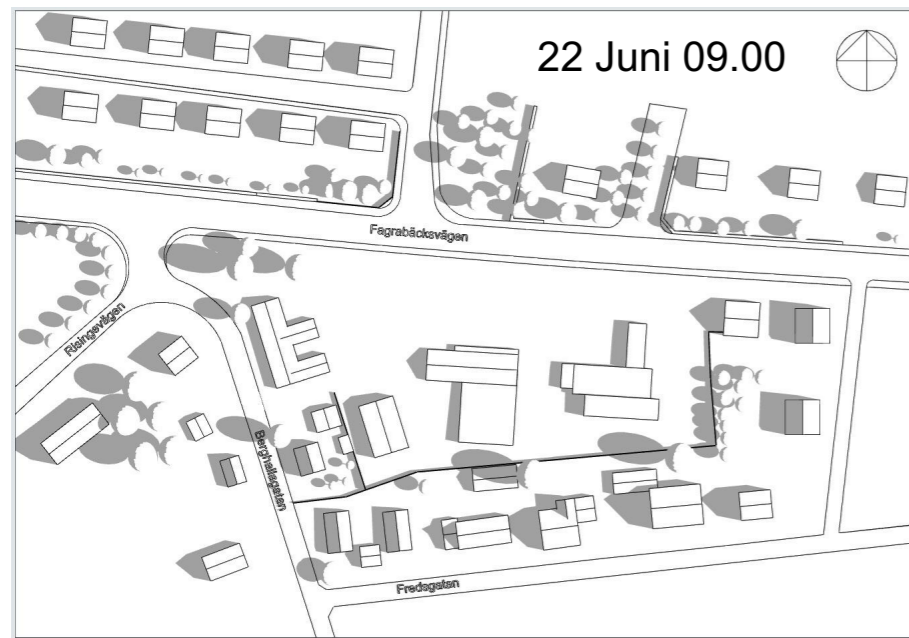 22 Juni 09.00
Fagrabäcksvägen
Risingevägen
Berghallagatan
Fredsgatan